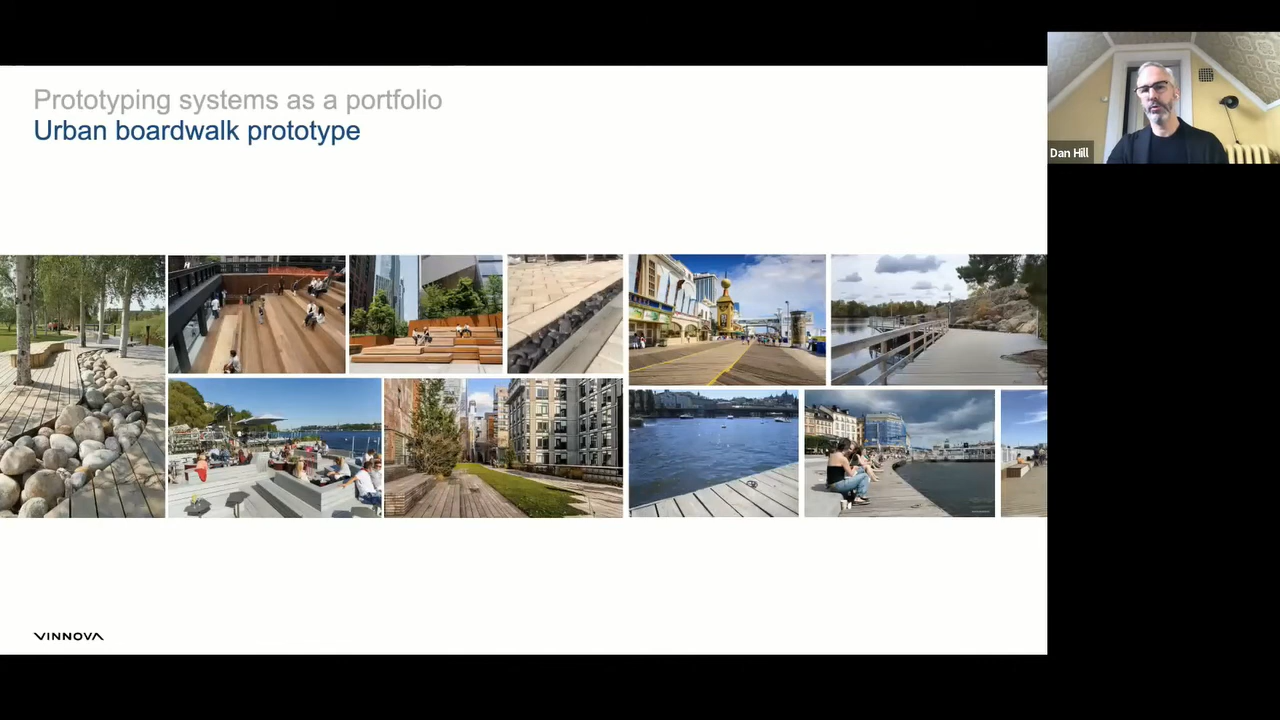 Prototyping systems as a portfolio
Urban boardwalk prototype
Dan Hill
VINNOVA